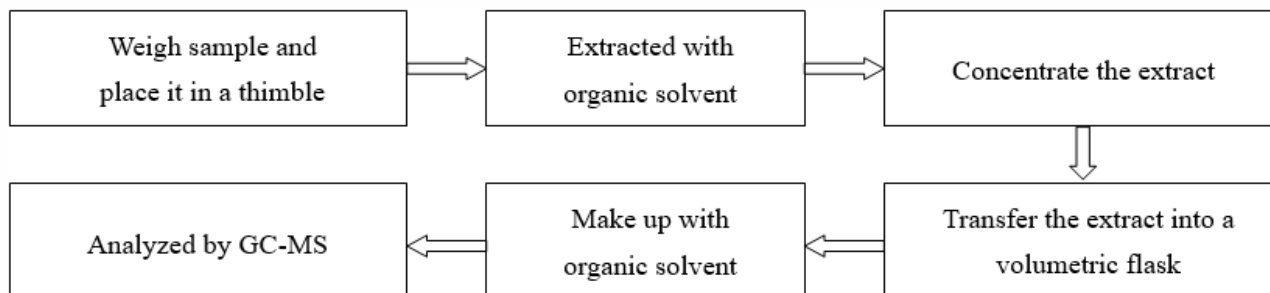 Weigh sample and
place it in a thimble
Extracted with
organic solvent
Concentrate the extract
Transfer the extract into a
volumetric flask
Make up with
organic solvent
Analyzed by GC-MS